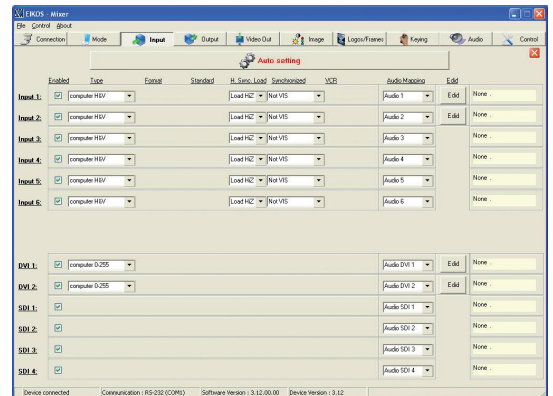 EIKOS - Mixer
File Control About
Connection Mode Input Output Video Out Image Logos/Frames Keying Audio Control
Auto setting
Enabled Type Format Standard H. Sync. Load Synchronized VCR Audio Mapping Edid
Input 1: computer H&V Load HiZ Not VIS Audio 1 Edid None .
Input 2: computer H&V Load HiZ Not VIS Audio 2 Edid None .
Input 3: computer H&V Load HiZ Not VIS Audio 3 None .
Input 4: computer H&V Load HiZ Not VIS Audio 4 None .
Input 5: computer H&V Load HiZ Not VIS Audio 5 None .
Input 6: computer H&V Load HiZ Not VIS Audio 6 None .
DVI 1: computer 0-255 Audio DVI 1 Edid None .
DVI 2: computer 0-255 Audio DVI 2 Edid None .
SDI 1: Audio SDI 1 None .
SDI 2: Audio SDI 2 None .
SDI 3: Audio SDI 3 None .
SDI 4: Audio SDI 4 None .
Device connected Communication : RS-232 (COM1) Software Version : 3.12.00.00 Device Version : 3.12